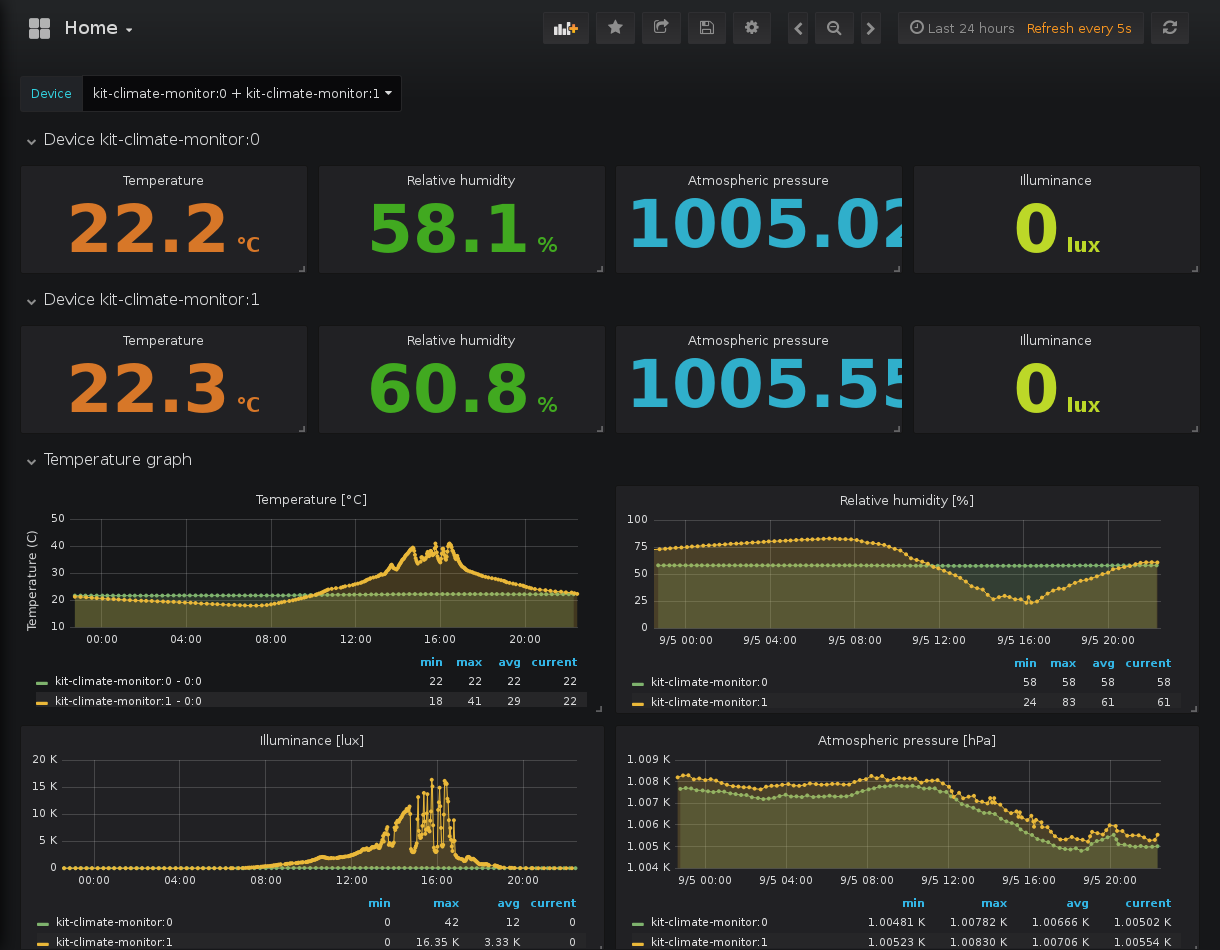 Home
Last 24 hours Refresh every 5s
Device kit-climate-monitor:0 + kit-climate-monitor:1
Device kit-climate-monitor:0
Temperature Relative humidity Atmospheric pressure Illuminance
22.2 °C 58.1 % 1005.02 0 lux
Device kit-climate-monitor:1
Temperature Relative humidity Atmospheric pressure Illuminance
22.3 °C 60.8 % 1005.55 0 lux
Temperature graph
Temperature [°C]
Temperature (C)
50
40
30
20
10
00:00 04:00 08:00 12:00 16:00 20:00
min max avg current
kit-climate-monitor:0 - 0:0 22 22 22 22
kit-climate-monitor:1 - 0:0 18 41 29 22
Relative humidity [%]
100
75
50
25
0
9/5 00:00 9/5 04:00 9/5 08:00 9/5 12:00 9/5 16:00 9/5 20:00
min max avg current
kit-climate-monitor:0 58 58 58 58
kit-climate-monitor:1 24 83 61 61
Illuminance [lux]
20 K
15 K
10 K
5 K
0
00:00 04:00 08:00 12:00 16:00 20:00
min max avg current
kit-climate-monitor:0 0 42 12 0
kit-climate-monitor:1 0 16.35 K 3.33 K 0
Atmospheric pressure [hPa]
1.009 K
1.008 K
1.007 K
1.006 K
1.005 K
1.004 K
9/5 00:00 9/5 04:00 9/5 08:00 9/5 12:00 9/5 16:00 9/5 20:00
min max avg current
kit-climate-monitor:0 1.00481 K 1.00782 K 1.00666 K 1.00502 K
kit-climate-monitor:1 1.00523 K 1.00830 K 1.00706 K 1.00554 K